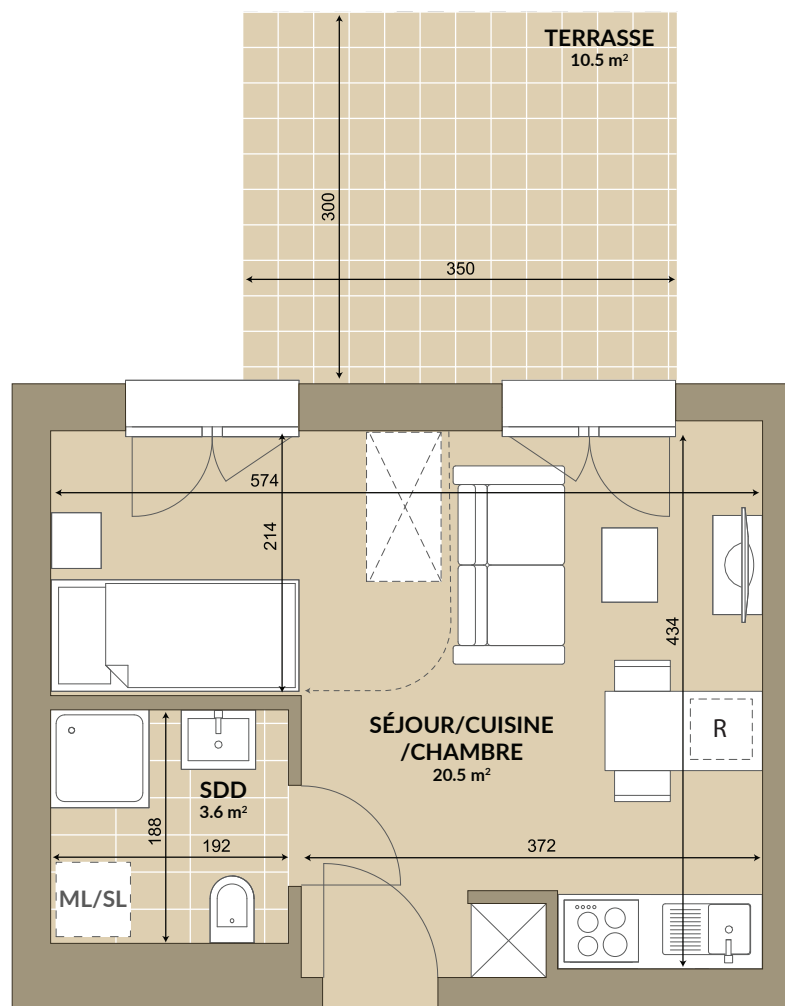 TERRASSE
10.5 m²
300
350
574
214
434
SÉJOUR/CUISINE
/CHAMBRE
20.5 m²
R
SDD
3.6 m²
188
192
372
ML/SL